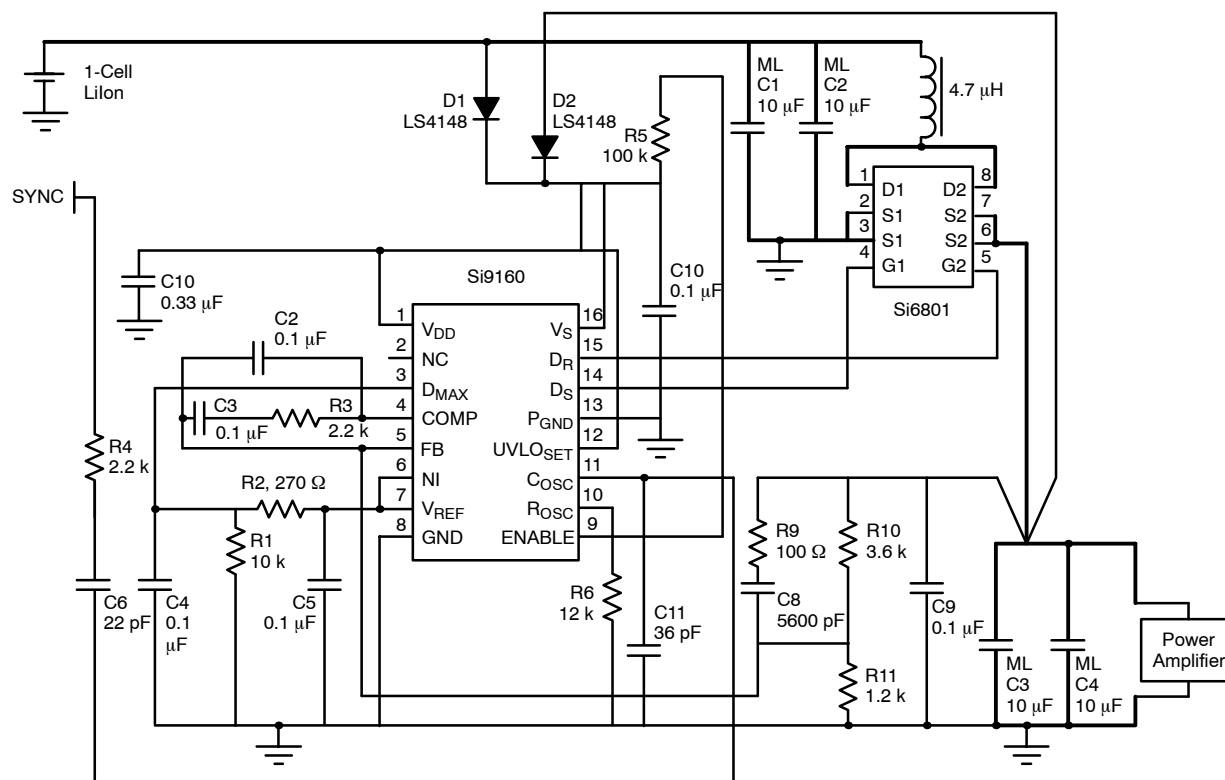 1-Cell
LiIon
D1
LS4148
D2
LS4148
R5
100 k
ML
C1
10 μF
ML
C2
10 μF
4.7 μH
1
D1
D2
8
2
S1
S2
7
3
S1
S2
6
4
G1
G2
5
Si6801
SYNC
C10
0.33 μF
Si9160
C10
0.1 μF
C2
0.1 μF
C3
0.1 μF
R3
2.2 k
R4
2.2 k
1
VDD
VS
16
2
NC
DR
15
3
DMAX
DS
14
4
COMP
PGND
13
5
FB
UVLOSET
12
6
NI
COSC
11
7
VREF
ROSC
10
8
GND
ENABLE
9
R2, 270 Ω
R1
10 k
C6
22 pF
C4
0.1
μF
C5
0.1 μF
R6
12 k
C11
36 pF
R9
100 Ω
R10
3.6 k
C8
5600 pF
C9
0.1 μF
R11
1.2 k
ML
C3
10 μF
ML
C4
10 μF
Power
Amplifier